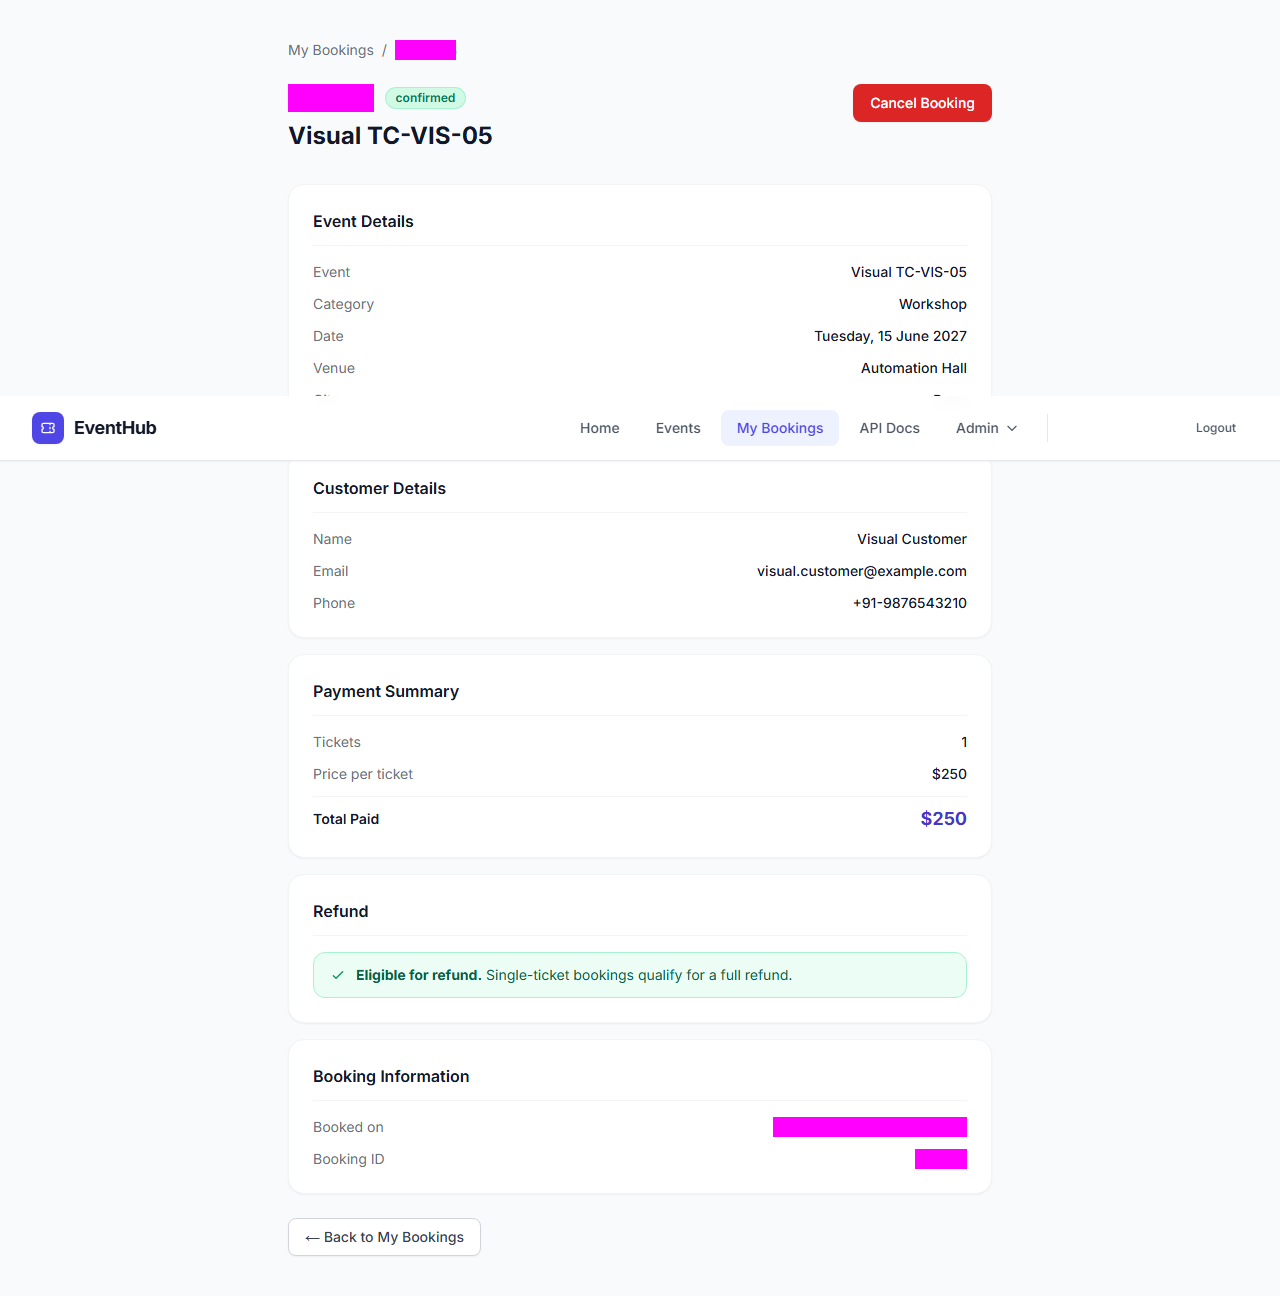 My Bookings /
confirmed
Cancel Booking
Visual TC-VIS-05
Event Details
Event Visual TC-VIS-05
Category Workshop
Date Tuesday, 15 June 2027
Venue Automation Hall
EventHub Home Events My Bookings API Docs Admin Logout
Customer Details
Name Visual Customer
Email visual.customer@example.com
Phone +91-9876543210
Payment Summary
Tickets 1
Price per ticket $250
Total Paid $250
Refund
Eligible for refund. Single-ticket bookings qualify for a full refund.
Booking Information
Booked on
Booking ID
← Back to My Bookings